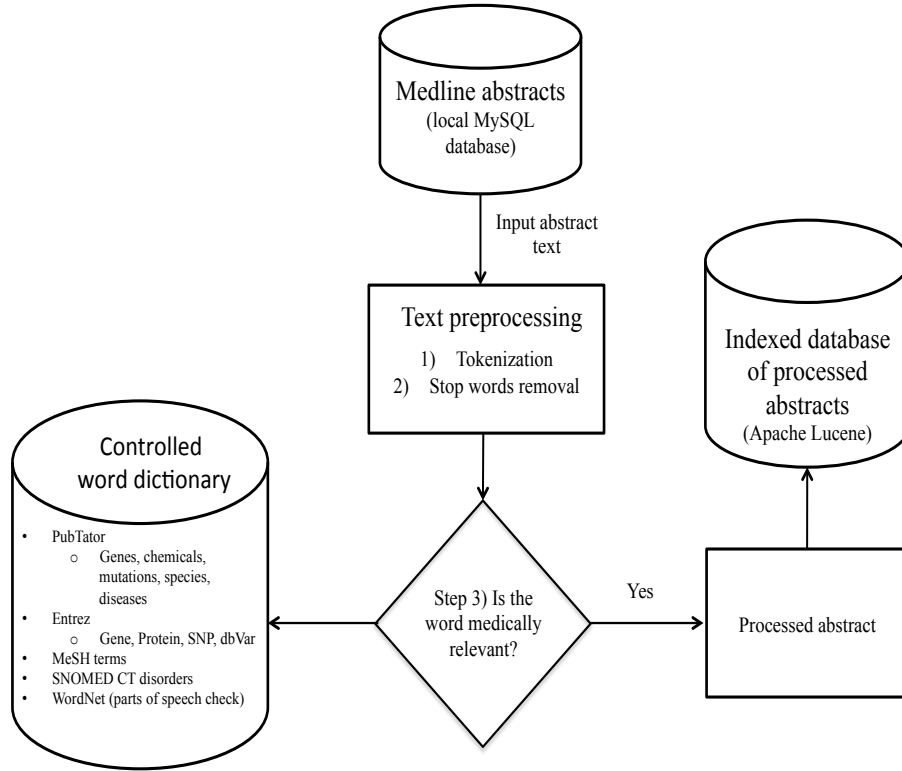 Medline abstracts
(local MySQL
database)
Input abstract
text
Text preprocessing
1) Tokenization
2) Stop words removal
Indexed database
of processed
abstracts
(Apache Lucene)
Controlled
word dictionary
• PubTator
o Genes, chemicals,
mutations, species,
diseases
• Entrez
o Gene, Protein, SNP, dbVar
• MeSH terms
• SNOMED CT disorders
• WordNet (parts of speech check)
Step 3) Is the
word medically
relevant?
Yes
Processed abstract